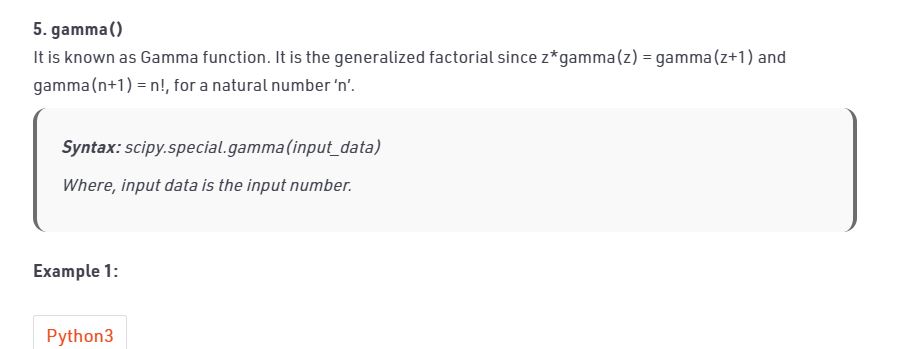 5. gamma()
It is known as Gamma function. It is the generalized factorial since z*gamma(z) = gamma(z+1) and
gamma(n+1) = n!, for a natural number ‘n’.
Syntax: scipy.special.gamma(input_data)
Where, input data is the input number.
Example 1:
Python3